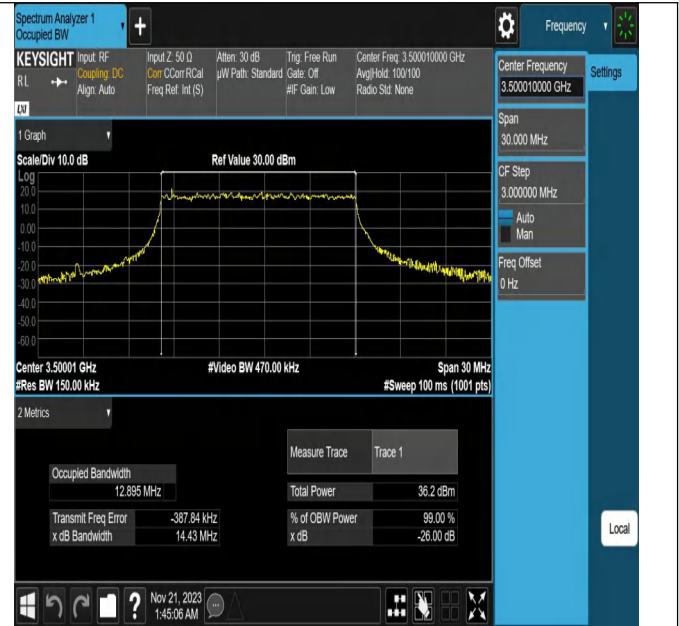 Spectrum Analyzer 1
Occupied BW
+
Frequency
KEYSIGHT
RL
LXI
Input: RF
Coupling: DC
Align: Auto
Input Z: 50 Ω
Corr CCorr RCal
Freq Ref: Int (S)
Atten: 30 dB
µW Path: Standard
Trig: Free Run
Gate: Off
#IF Gain: Low
Center Freq: 3.500010000 GHz
Avg|Hold: 100/100
Radio Std: None
Center Frequency
3.500010000 GHz
Settings
Span
30.000 MHz
CF Step
3.000000 MHz
Auto
Man
Freq Offset
0 Hz
Local
1 Graph
Scale/Div 10.0 dB
Ref Value 30.00 dBm
Log
20.0
10.0
0.00
-10.0
-20.0
-30.0
-40.0
-50.0
-60.0
Center 3.50001 GHz
#Video BW 470.00 kHz
Span 30 MHz
#Res BW 150.00 kHz
#Sweep 100 ms (1001 pts)
2 Metrics
Measure Trace Trace 1
Occupied Bandwidth
12.895 MHz
Total Power 36.2 dBm
Transmit Freq Error -387.84 kHz
% of OBW Power 99.00 %
x dB Bandwidth 14.43 MHz
x dB -26.00 dB
?
Nov 21, 2023
1:45:06 AM